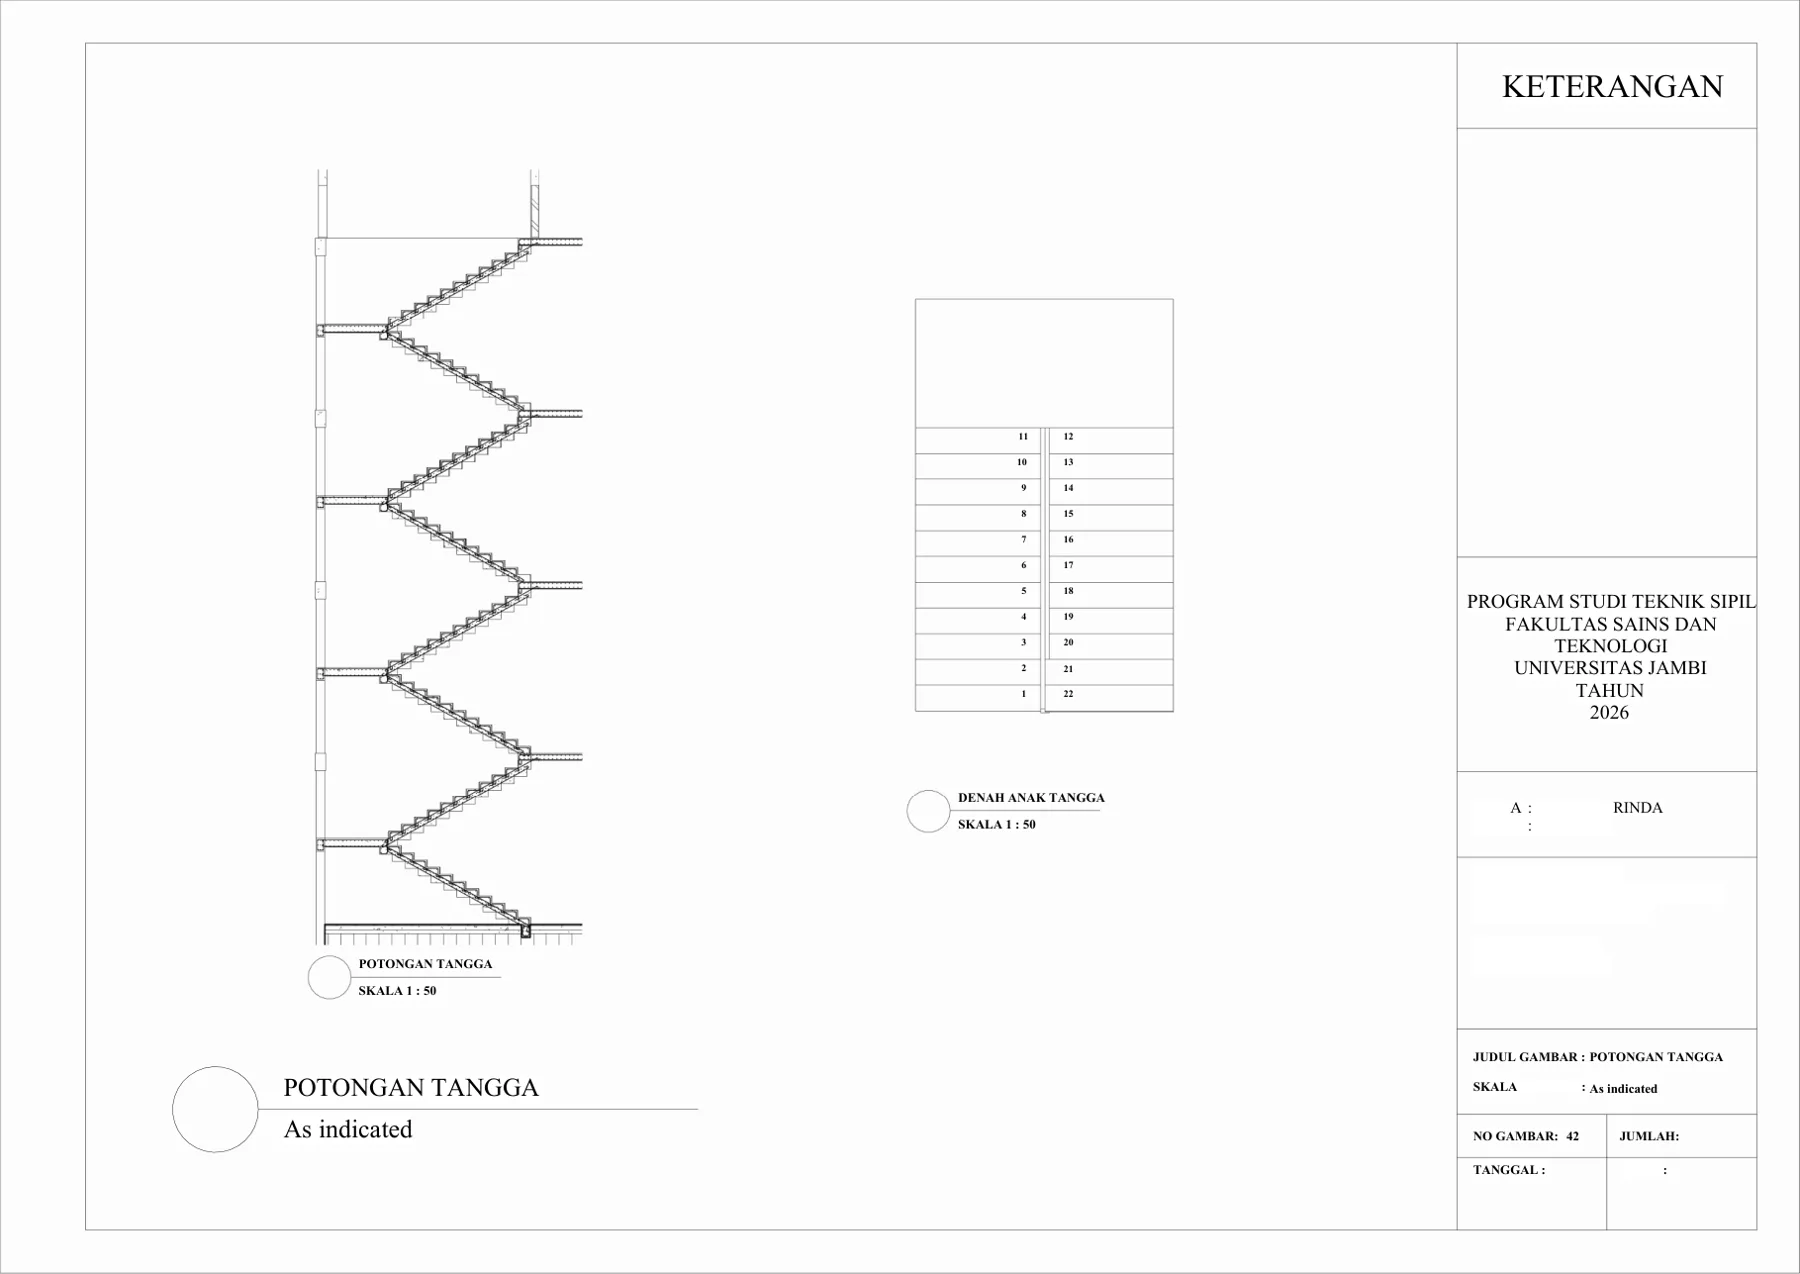 KETERANGAN
11 12
10 13
9 14
8 15
7 16
6 17
5 18
4 19
3 20
2 21
1 22
DENAH ANAK TANGGA
SKALA 1 : 50
POTONGAN TANGGA
SKALA 1 : 50
POTONGAN TANGGA
As indicated
PROGRAM STUDI TEKNIK SIPIL
FAKULTAS SAINS DAN
TEKNOLOGI
UNIVERSITAS JAMBI
TAHUN
2026
A : RINDA
:
JUDUL GAMBAR : POTONGAN TANGGA
SKALA : As indicated
NO GAMBAR: 42 JUMLAH:
TANGGAL : :